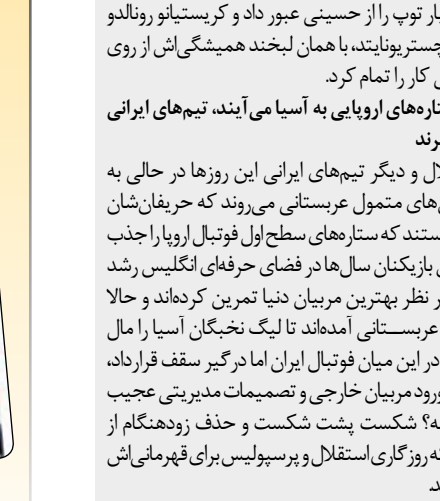 یار توپ را از حسینی عبور داد و کریستیانو رونالدو
چستریونایتد، با همان لبخند همیشگی‌اش از روی
کار را تمام کرد.
تاره‌های اروپایی به آسیا می‌آیند، تیم‌های ایرانی
رند
ل و دیگر تیم‌های ایرانی این روزها در حالی به
های متمول عربستانی می‌روند که حریفان‌شان
ستند که ستاره‌های سطح اول فوتبال اروپا را جذب
بازیکنان سال‌ها در فضای حرفه‌ای انگلیس رشد
ر نظر بهترین مربیان دنیا تمرین کرده‌اند و حالا
عربستانی آمده‌اند تا لیگ نخبگان آسیا را مال
در این میان فوتبال ایران اما درگیر سقف قرارداد،
ورود مربیان خارجی و تصمیمات مدیریتی عجیب
ه؟ شکست پشت شکست و حذف زودهنگام از
که روزگاری استقلال و پرسپولیس برای قهرمانی‌اش
ند.